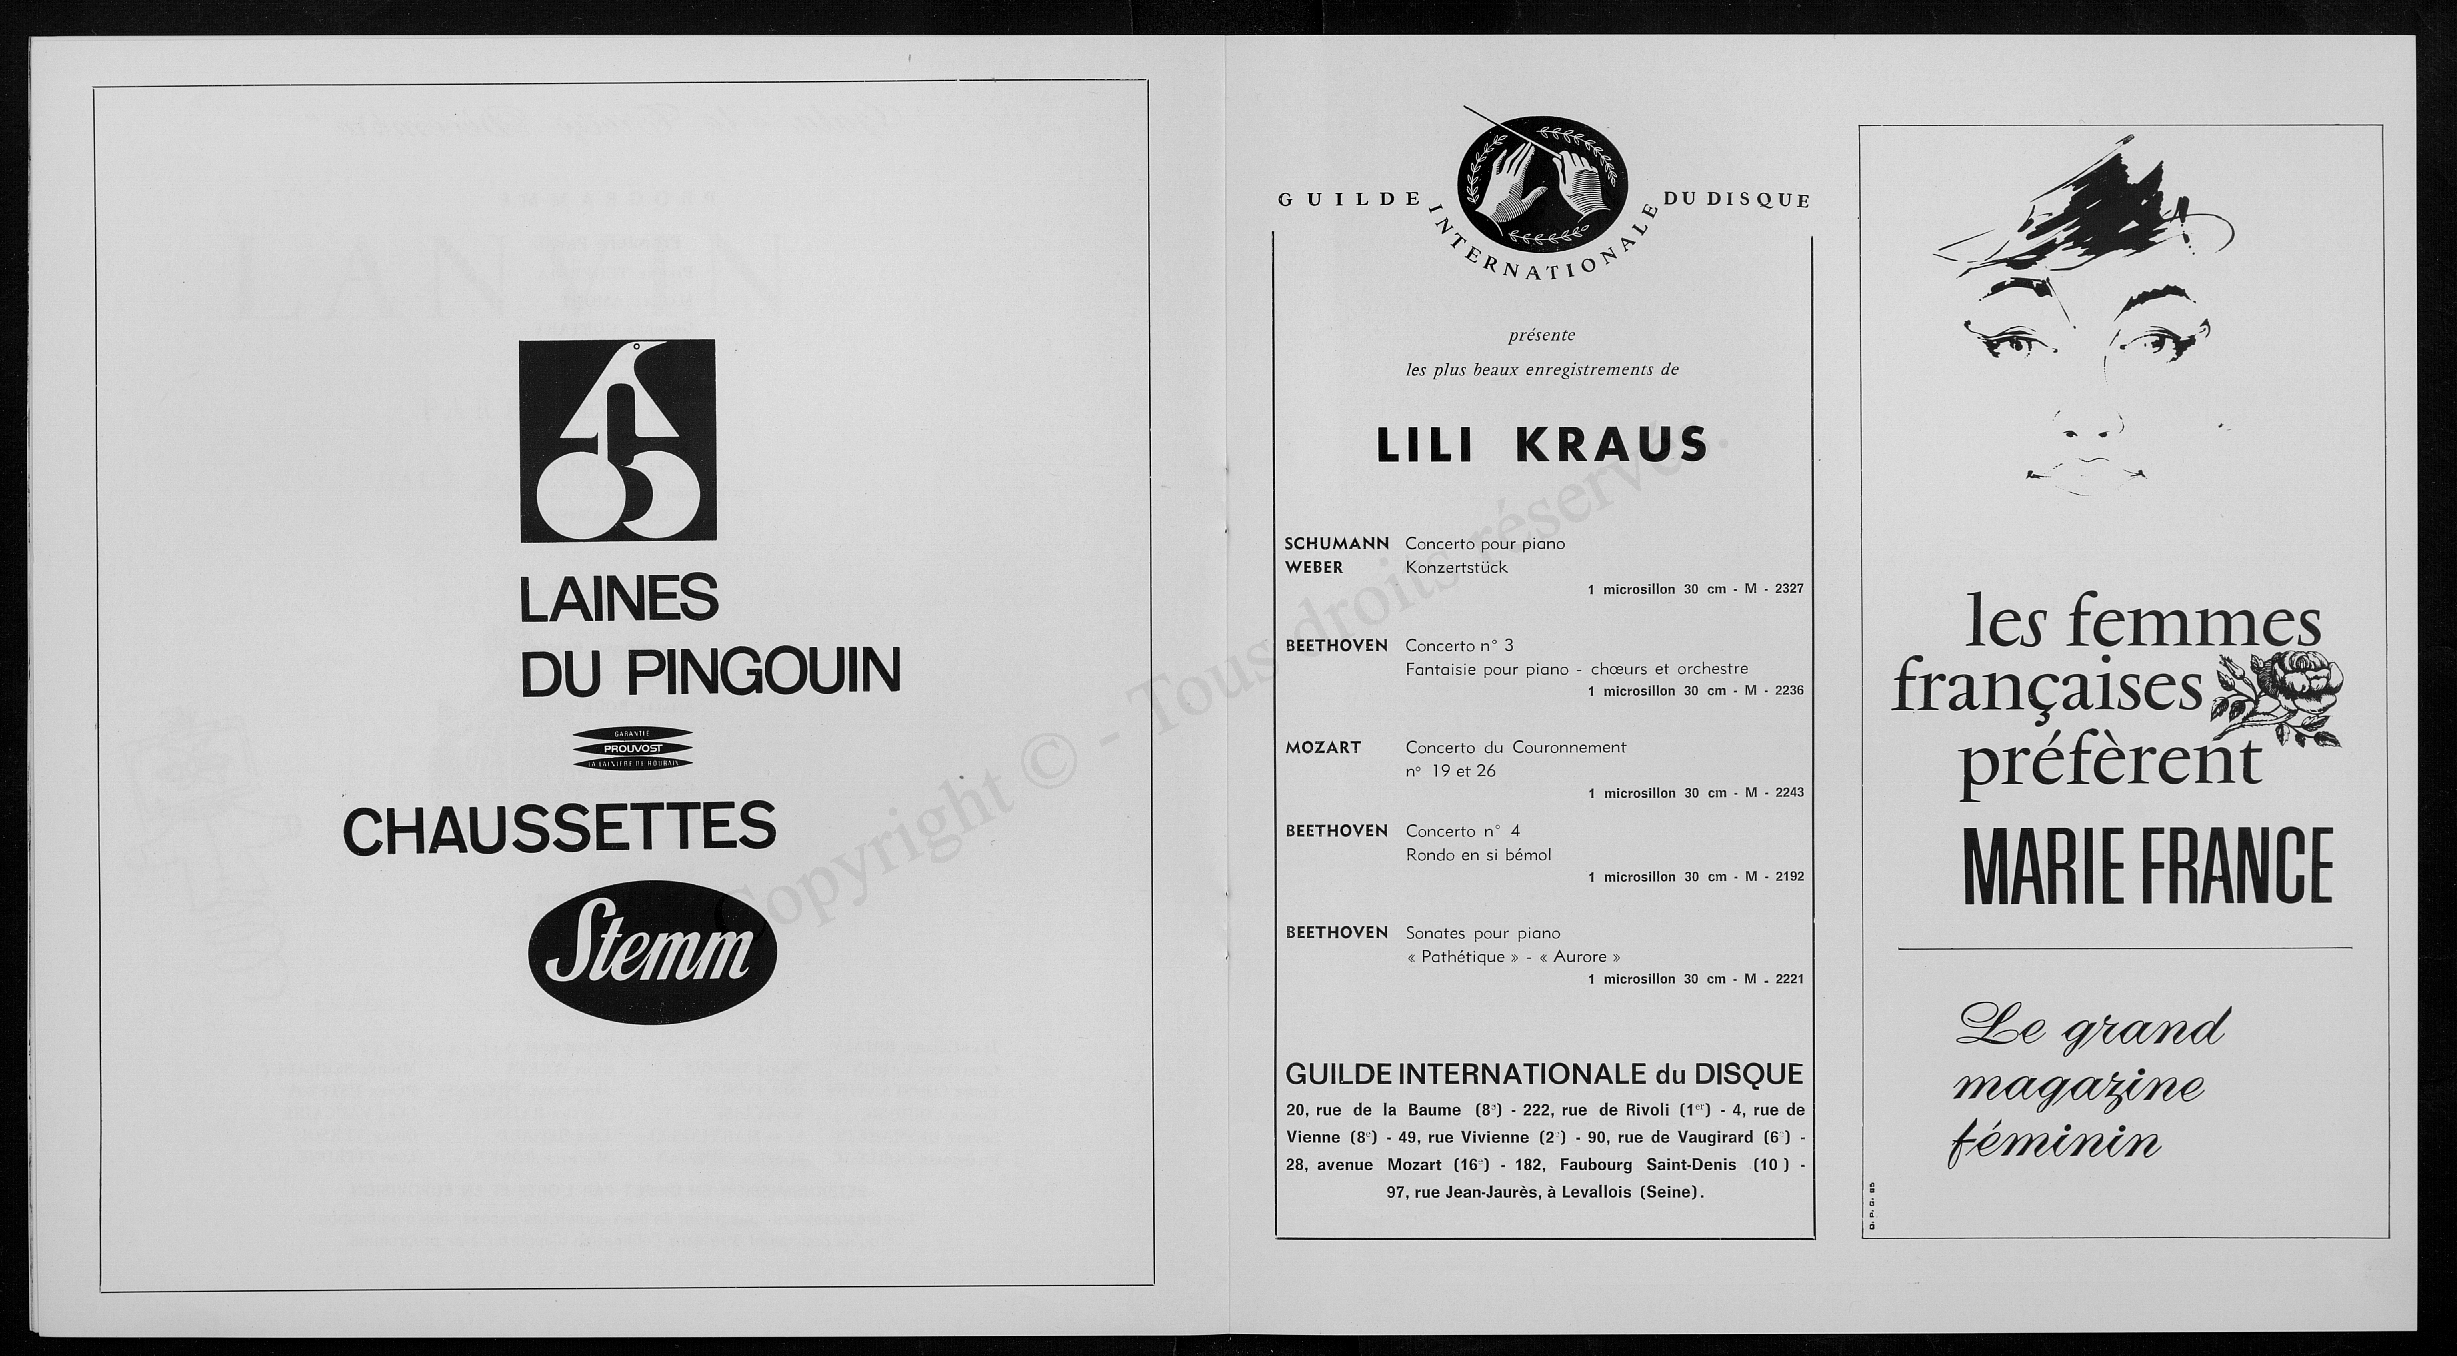 LAINES
DU PINGOUIN
GARANTIE
PROUVOST
LA LAINIERE DE ROUBAIX
CHAUSSETTES
Stemm
GUILDE INTERNATIONALE DU DISQUE
présente
les plus beaux enregistrements de
LILI KRAUS
SCHUMANN Concerto pour piano
WEBER Konzertstück
1 microsillon 30 cm - M - 2327
BEETHOVEN Concerto n° 3
Fantaisie pour piano - chœurs et orchestre
1 microsillon 30 cm - M - 2236
MOZART Concerto du Couronnement
n° 19 et 26
1 microsillon 30 cm - M - 2243
BEETHOVEN Concerto n° 4
Rondo en si bémol
1 microsillon 30 cm - M - 2192
BEETHOVEN Sonates pour piano
« Pathétique » - « Aurore »
1 microsillon 30 cm - M - 2221
GUILDE INTERNATIONALE du DISQUE
20, rue de la Baume (8e) - 222, rue de Rivoli (1er) - 4, rue de
Vienne (8e) - 49, rue Vivienne (2e) - 90, rue de Vaugirard (6e) -
28, avenue Mozart (16e) - 182, Faubourg Saint-Denis (10 ) -
97, rue Jean-Jaurès, à Levallois (Seine).
les femmes
françaises
préfèrent
MARIE FRANCE
Le grand
magazine
féminin
Copyright © - Tous droits réservés.